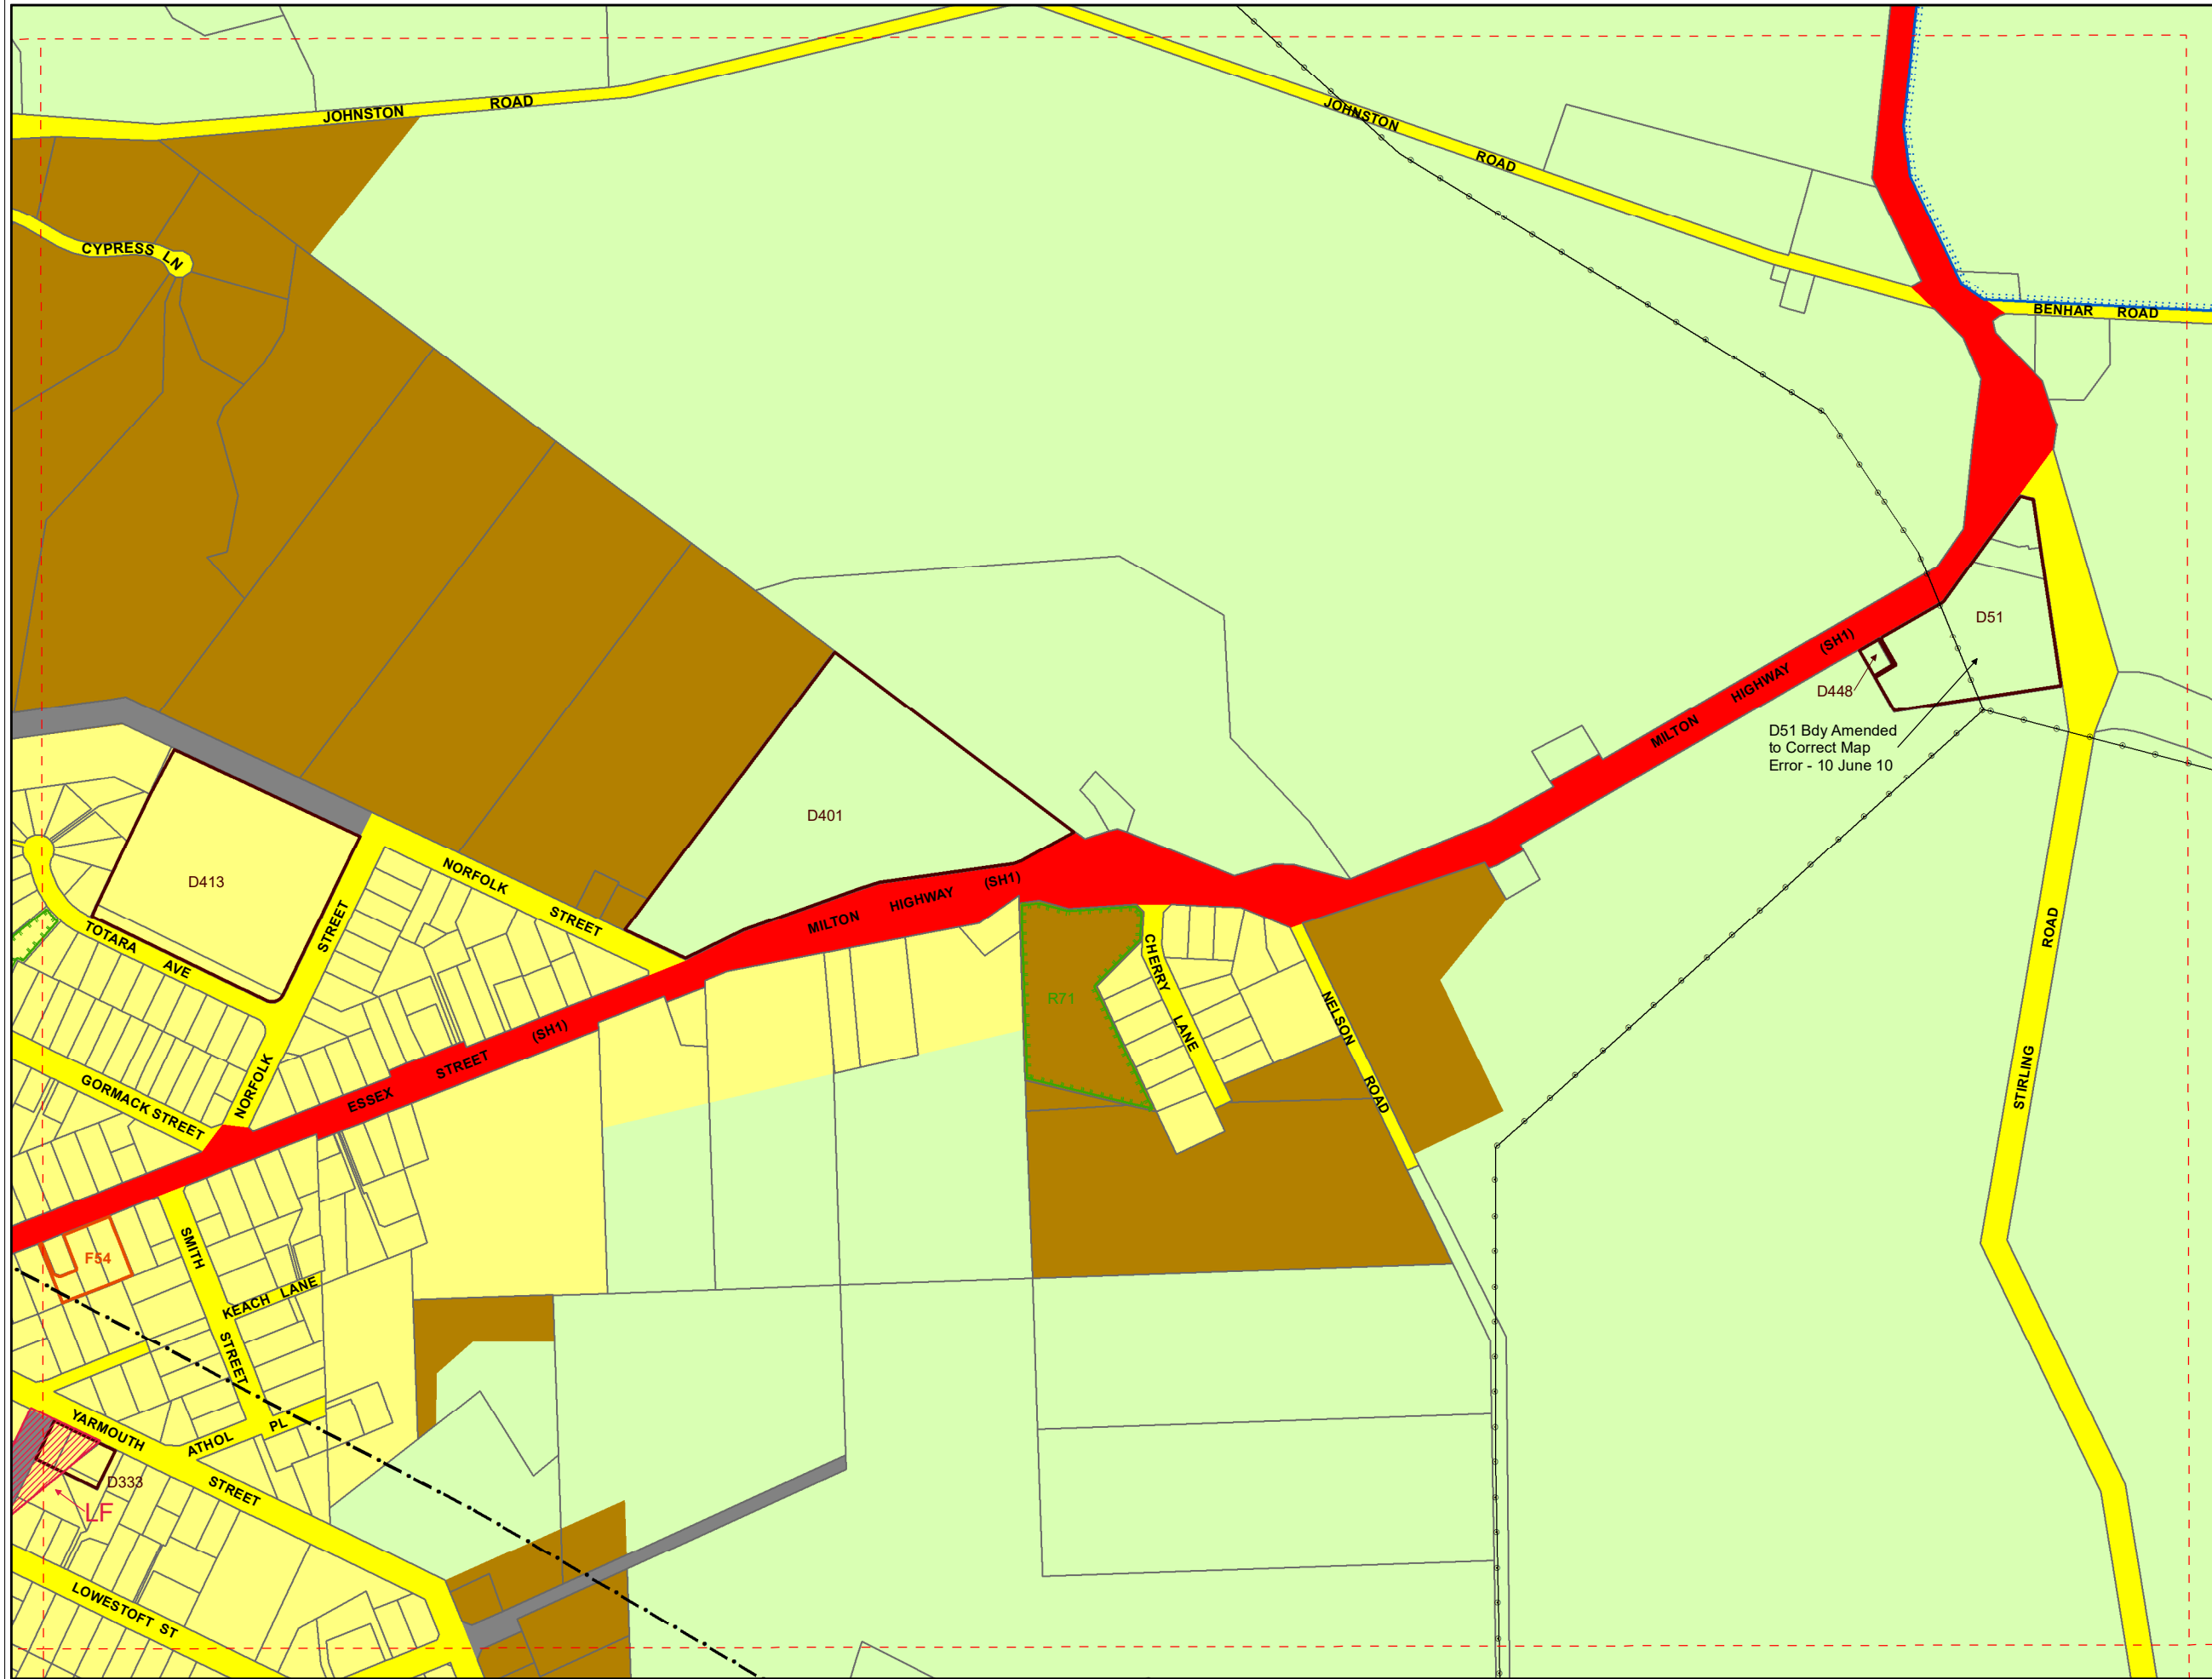 JOHNSTON ROAD
JOHNSTON ROAD
CYPRESS LN
BENHAR ROAD
D51
MILTON HIGHWAY (SH1)
D448
D51 Bdy Amended
to Correct Map
Error - 10 June 10
D401
D413
NORFOLK STREET
MILTON HIGHWAY (SH1)
NORFOLK STREET
TOTARA AVE
R71
CHERRY LANE
NELSON ROAD
STIRLING ROAD
ESSEX STREET (SH1)
GORMACK STREET
F54
SMITH STREET
KEACH LANE
YARMOUTH STREET
ATHOL PL
D333
LF
LOWESTOFT ST